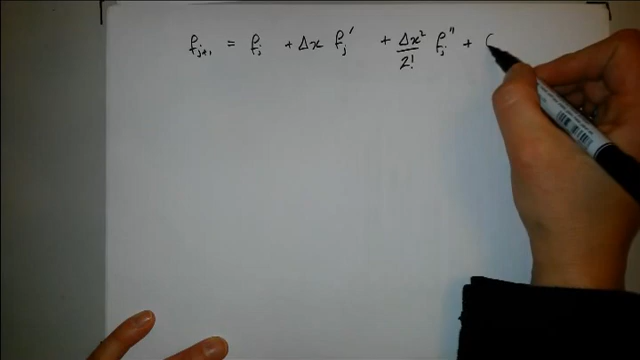 f_{j+1} = f_j + Δx f_j' + Δx²/2! f_j'' + (